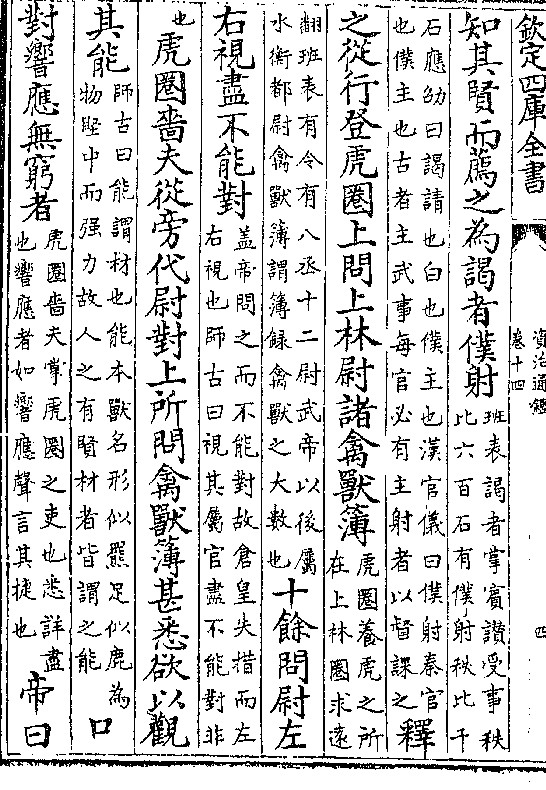 欽定四庫全書
資治通鑑
卷十四
四
知其賢而薦之為謁者僕射
班表謁者掌賓讚受事秩
比六百石有僕射秩比千
石應劭曰謁請也白也僕主也漢官儀曰僕射秦官
也僕主也古者主武事每官必有主射者以督課之
釋
之從行登虎圈上問上林尉諸禽獸簿
虎圈養虎之所
在上林圈求遠
翻班表有令有八丞十二尉武帝以後屬
水衡都尉禽獸簿謂簿録禽獸之大數也
十餘問尉左
右視盡不能對
盖帝問之而不能對故倉皇失措而左
右視也師古曰視其屬官盡不能對非
也
虎圈嗇夫從旁代尉對上所問禽獸簿甚悉欲以觀
其能
師古曰能謂材也能本獸名形似羆足似鹿為
物堅中而强力故人之有賢材者皆謂之能
口
對響應無窮者
虎圈嗇夫掌虎圈之吏也悉詳盡
也響應者如響應聲言其捷也
帝曰